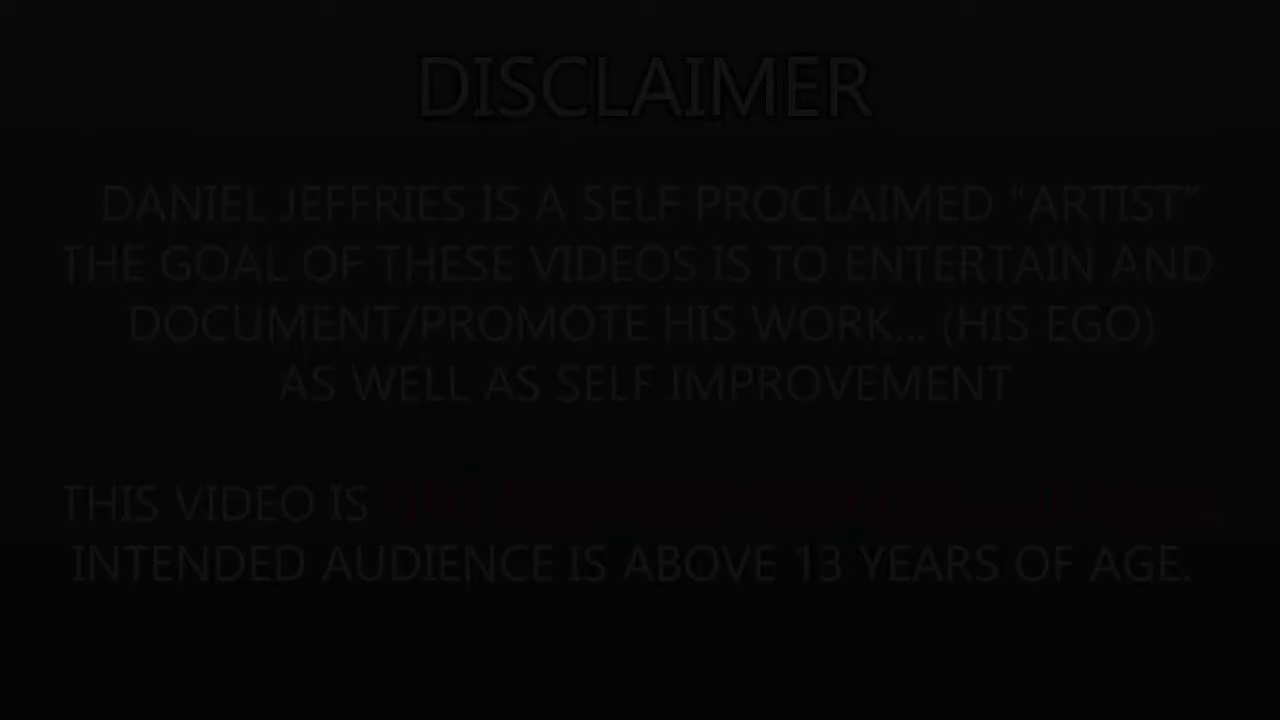 DISCLAIMER
DANIEL JEFFRIES IS A SELF PROCLAIMED “ARTIST”
THE GOAL OF THESE VIDEOS IS TO ENTERTAIN AND
DOCUMENT/PROMOTE HIS WORK... (HIS EGO)
AS WELL AS SELF IMPROVEMENT
THIS VIDEO IS
INTENDED AUDIENCE IS ABOVE 13 YEARS OF AGE.